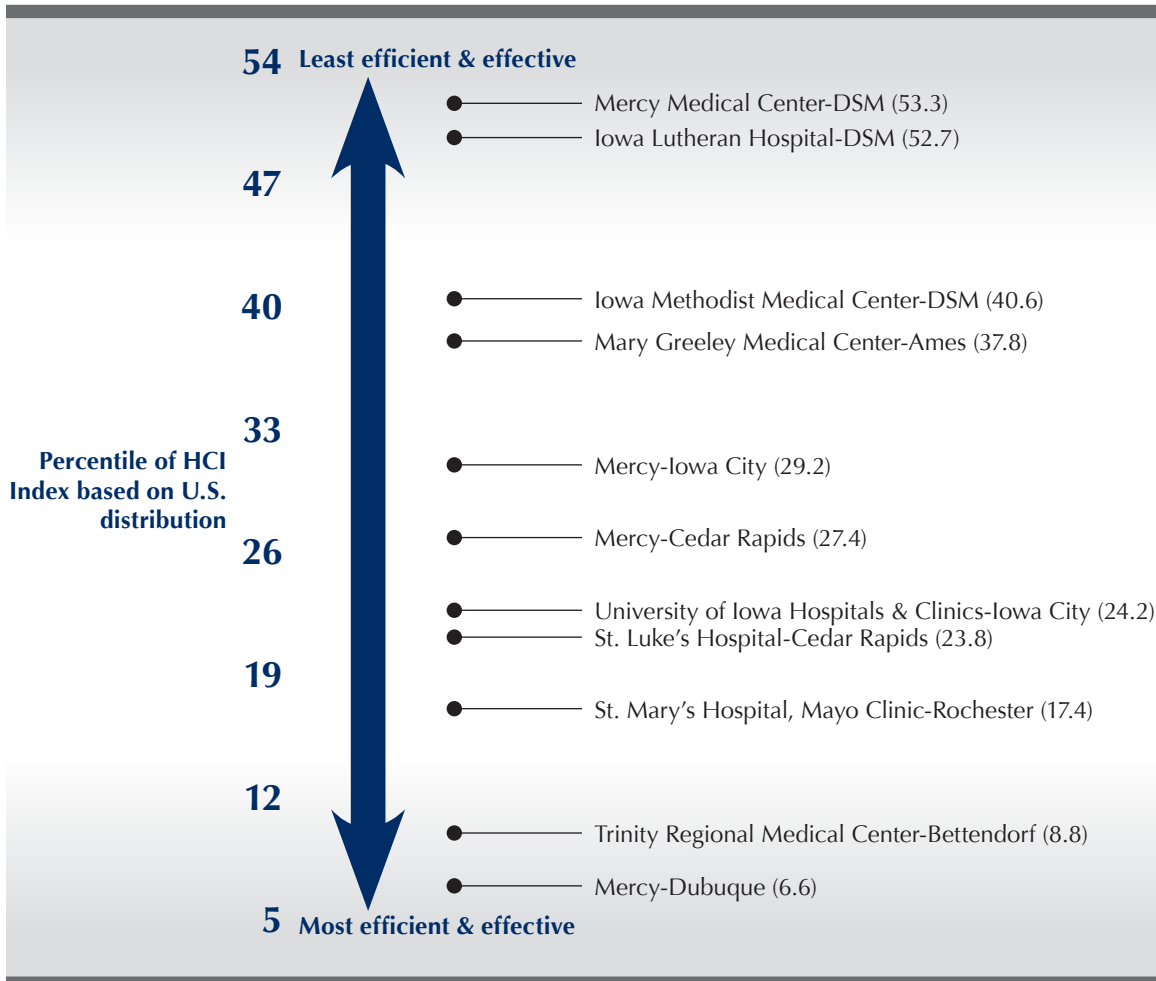 54 Least efficient & effective
Mercy Medical Center-DSM (53.3)
Iowa Lutheran Hospital-DSM (52.7)
47
Iowa Methodist Medical Center-DSM (40.6)
40
Mary Greeley Medical Center-Ames (37.8)
33
Percentile of HCI
Index based on U.S.
distribution
Mercy-Iowa City (29.2)
Mercy-Cedar Rapids (27.4)
26
University of Iowa Hospitals & Clinics-Iowa City (24.2)
St. Luke’s Hospital-Cedar Rapids (23.8)
19
St. Mary’s Hospital, Mayo Clinic-Rochester (17.4)
12
Trinity Regional Medical Center-Bettendorf (8.8)
Mercy-Dubuque (6.6)
5 Most efficient & effective